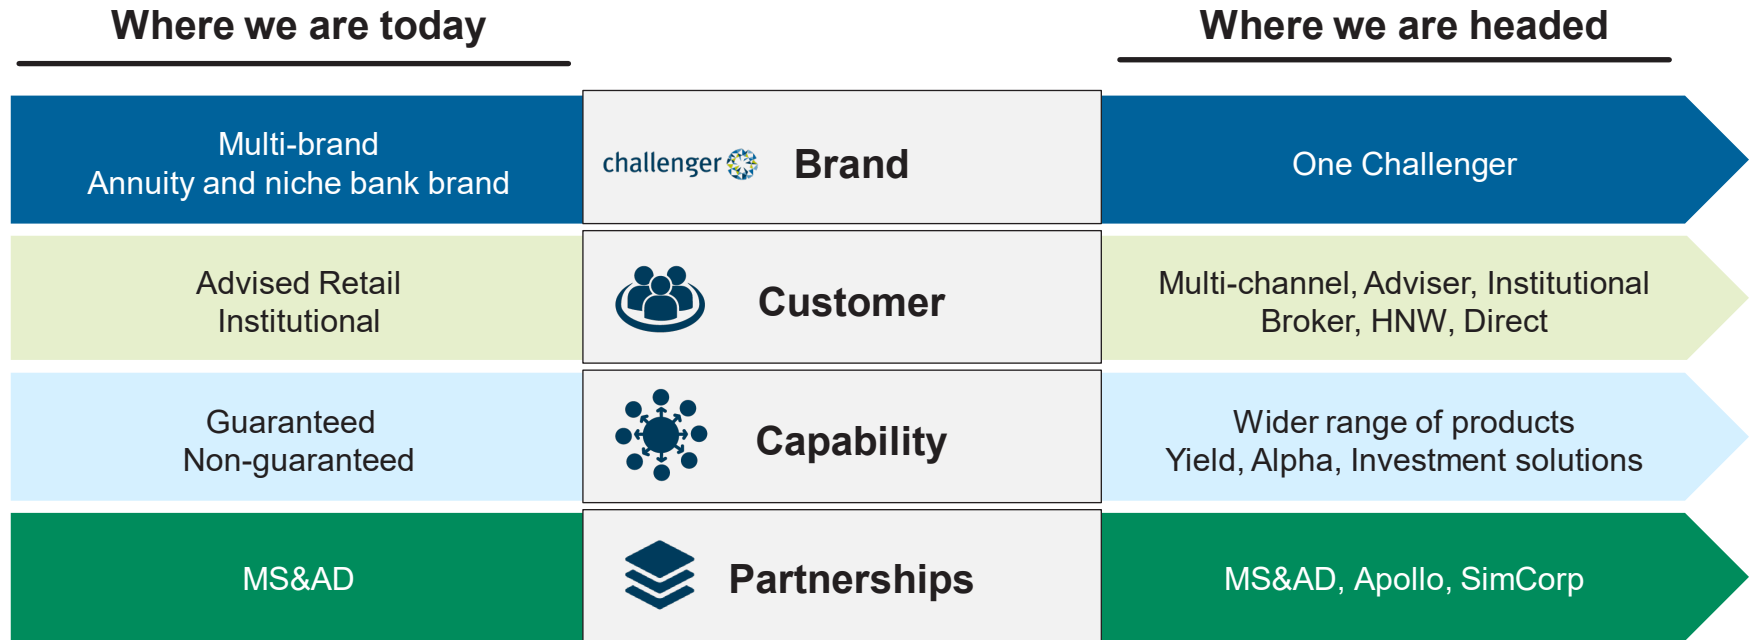 Where we are today
Where we are headed
Multi-brand
Annuity and niche bank brand
challenger
Brand
One Challenger
Advised Retail
Institutional
Customer
Multi-channel, Adviser, Institutional
Broker, HNW, Direct
Guaranteed
Non-guaranteed
Capability
Wider range of products
Yield, Alpha, Investment solutions
MS&AD
Partnerships
MS&AD, Apollo, SimCorp